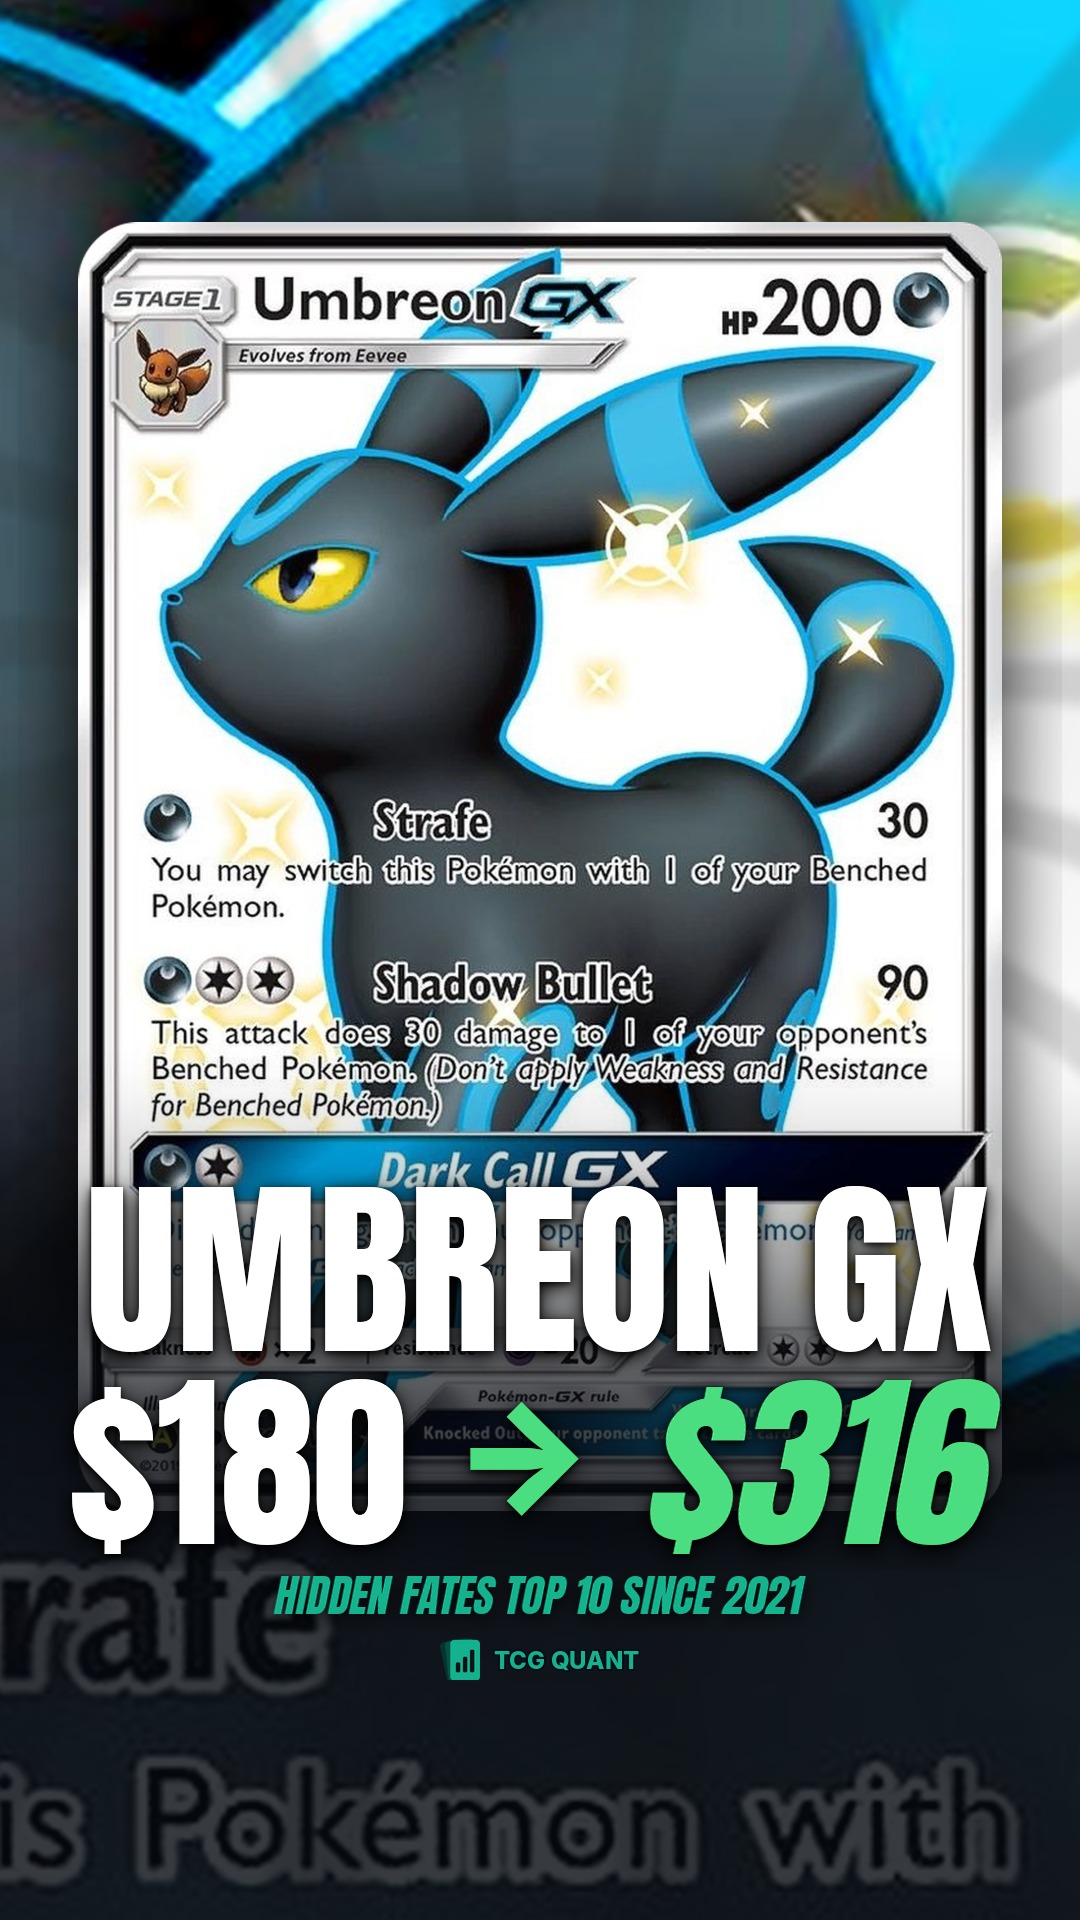 STAGE1
Umbreon GX
HP 200
Evolves from Eevee
Strafe 30
You may switch this Pokémon with 1 of your Benched
Pokémon.
Shadow Bullet 90
This attack does 30 damage to 1 of your opponent's
Benched Pokémon. (Don't apply Weakness and Resistance
for Benched Pokémon.)
Dark Call GX
UMBREON GX
× 2
-20
Pokémon-GX rule
$180 → $316
HIDDEN FATES TOP 10 SINCE 2021
TCG QUANT
rafe
is Pokémon with